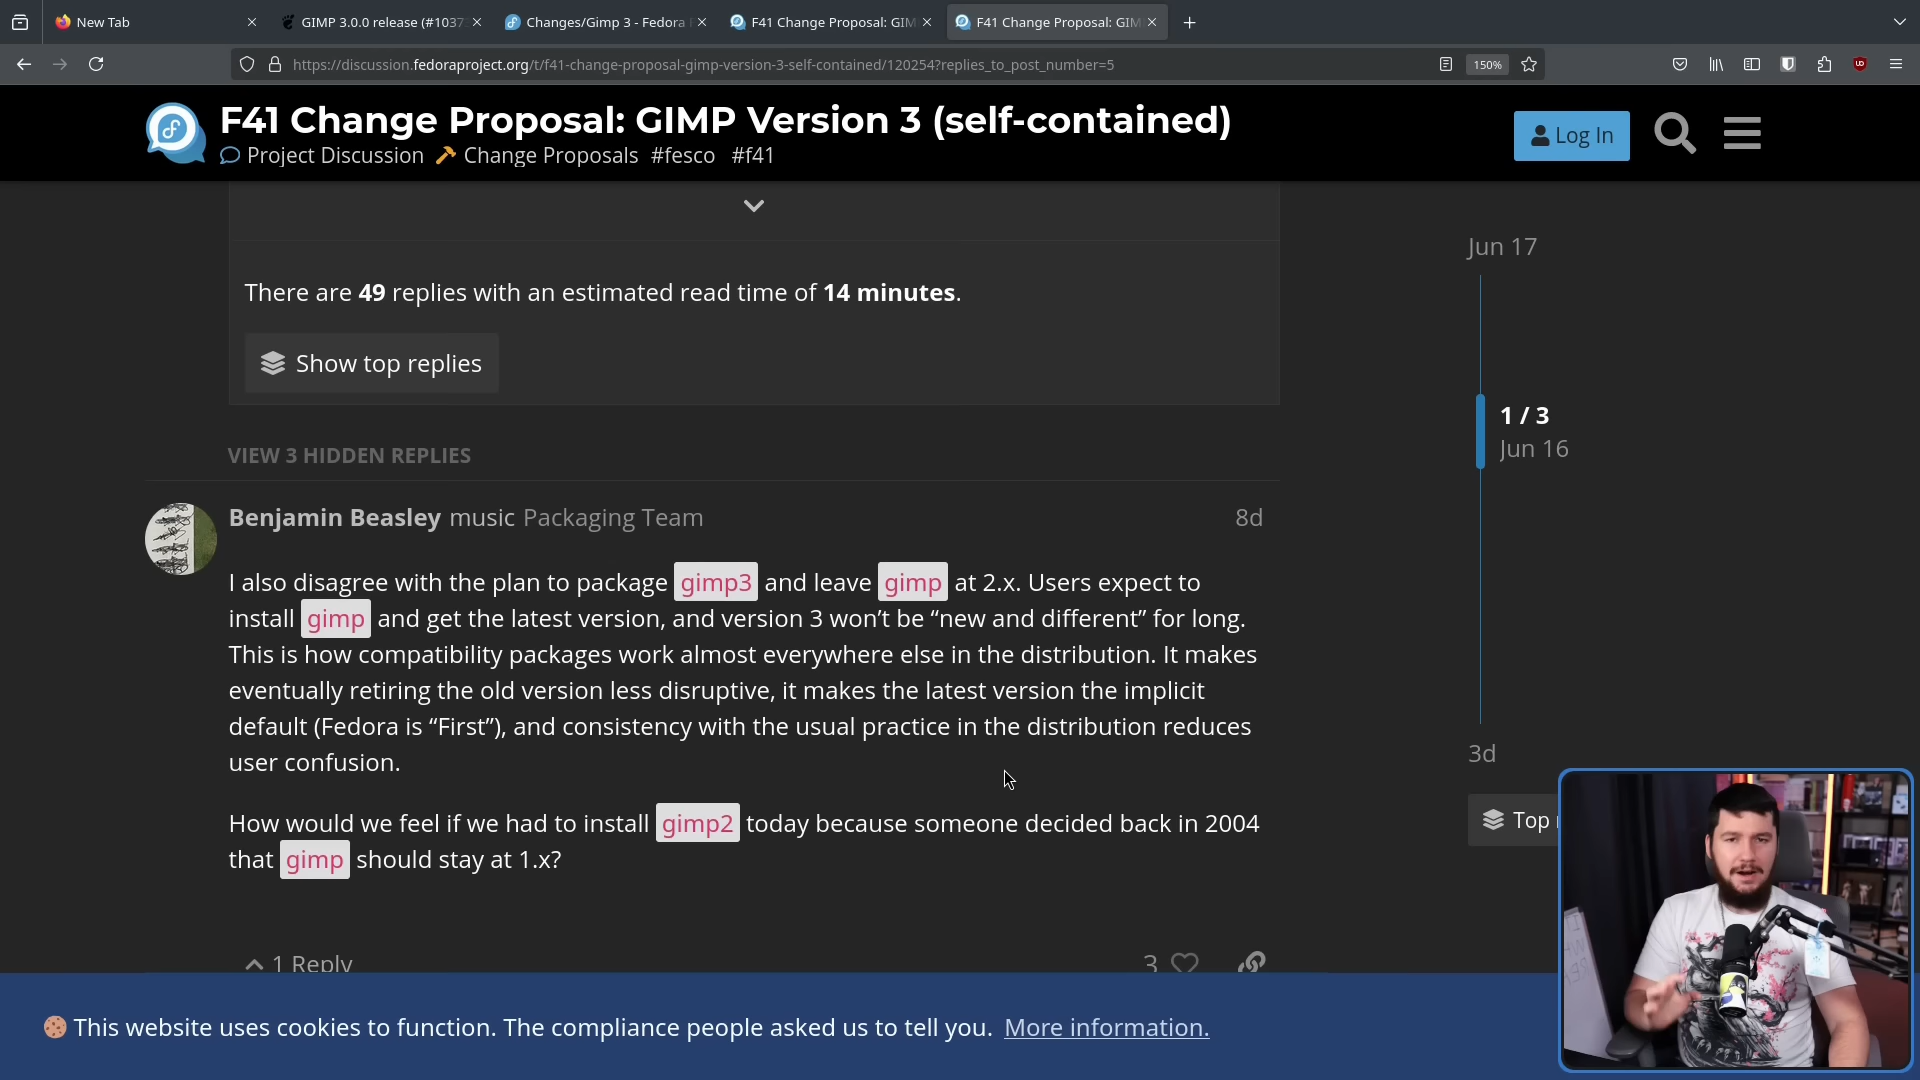 New Tab
GIMP 3.0.0 release (#1037
Changes/Gimp 3 - Fedora
F41 Change Proposal: GIM
F41 Change Proposal: GIM
https://discussion.fedoraproject.org/t/f41-change-proposal-gimp-version-3-self-contained/120254?replies_to_post_number=5
150%
F41 Change Proposal: GIMP Version 3 (self-contained)
Project Discussion Change Proposals #fesco #f41
Log In
There are 49 replies with an estimated read time of 14 minutes.
Show top replies
VIEW 3 HIDDEN REPLIES
Benjamin Beasley music Packaging Team 8d
I also disagree with the plan to package gimp3 and leave gimp at 2.x. Users expect to
install gimp and get the latest version, and version 3 won’t be “new and different” for long.
This is how compatibility packages work almost everywhere else in the distribution. It makes
eventually retiring the old version less disruptive, it makes the latest version the implicit
default (Fedora is “First”), and consistency with the usual practice in the distribution reduces
user confusion.
How would we feel if we had to install gimp2 today because someone decided back in 2004
that gimp should stay at 1.x?
1 Reply
3
Jun 17
1 / 3
Jun 16
3d
Top
🍪 This website uses cookies to function. The compliance people asked us to tell you. More information.